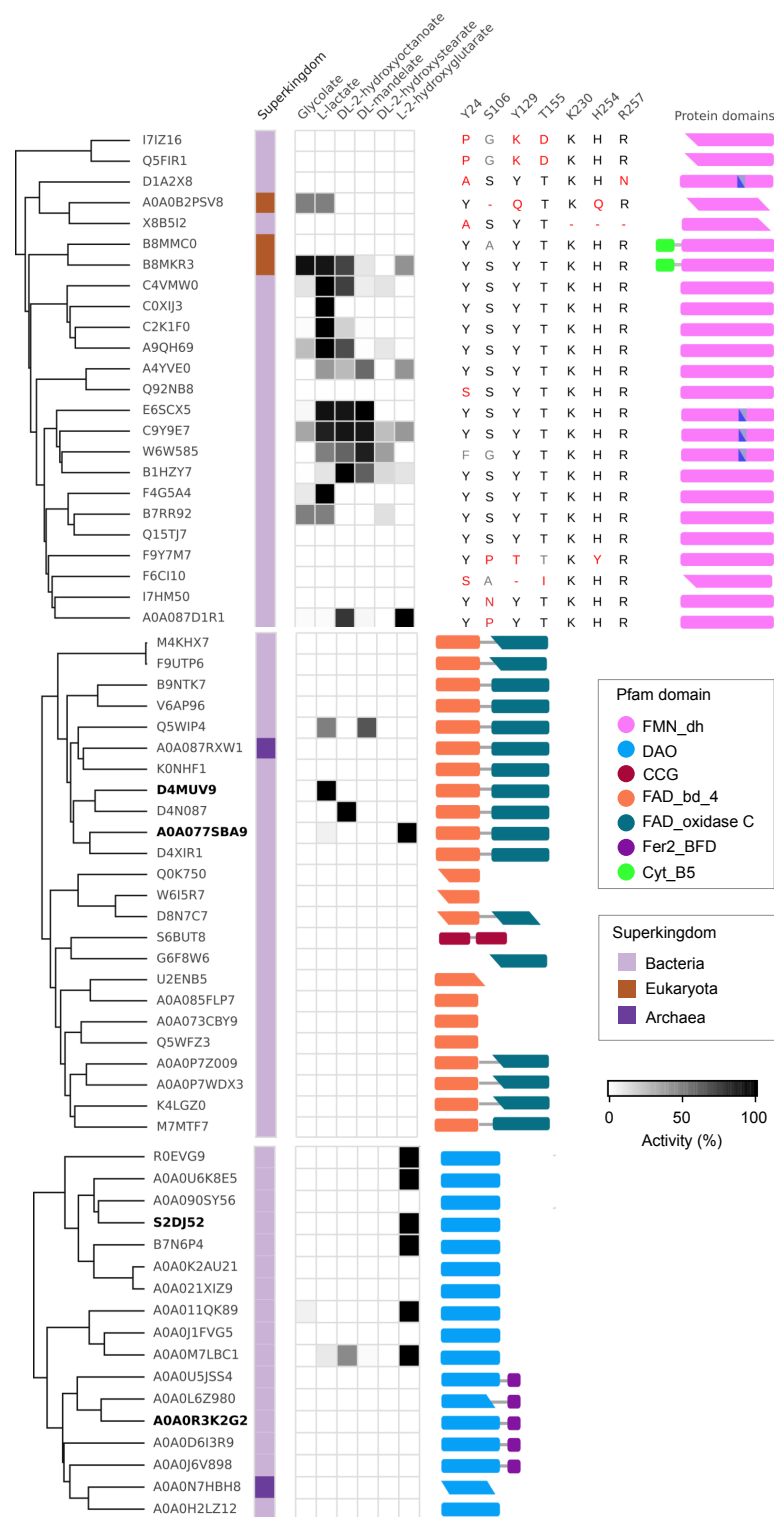 Superkingdom Glycolate L-lactate DL-2-hydroxyoctanoate DL-mandelate DL-2-hydroxystearate L-2-hydroxyglutarate Y24 S106 Y129 T155 K230 H254 R257 Protein domains
I7IZ16 P G K D K H R
Q5FIR1 P G K D K H R
D1A2X8 A S Y T K H N
A0A0B2PSV8 Y - Q T K Q R
X8B5I2 A S Y T - - -
B8MMC0 Y A Y T K H R
B8MKR3 Y S Y T K H R
C4VMW0 Y S Y T K H R
C0XIJ3 Y S Y T K H R
C2K1F0 Y S Y T K H R
A9QH69 Y S Y T K H R
A4YVE0 Y S Y T K H R
Q92NB8 S S Y T K H R
E6SCX5 Y S Y T K H R
C9Y9E7 Y S Y T K H R
W6W585 F G Y T K H R
B1HZY7 Y S Y T K H R
F4G5A4 Y S Y T K H R
B7RR92 Y S Y T K H R
Q15TJ7 Y S Y T K H R
F9Y7M7 Y P T T K Y R
F6CI10 S A - I K H R
I7HM50 Y N Y T K H R
A0A087D1R1 Y P Y T K H R
M4KHX7
F9UTP6
B9NTK7
V6AP96
Q5WIP4
A0A087RXW1
K0NHF1
D4MUV9
D4N087
A0A077SBA9
D4XIR1
Q0K750
W6I5R7
D8N7C7
S6BUT8
G6F8W6
U2ENB5
A0A085FLP7
A0A073CBY9
Q5WFZ3
A0A0P7Z009
A0A0P7WDX3
K4LGZ0
M7MTF7
Pfam domain
FMN_dh
DAO
CCG
FAD_bd_4
FAD_oxidase C
Fer2_BFD
Cyt_B5
Superkingdom
Bacteria
Eukaryota
Archaea
0 50 100
Activity (%)
R0EVG9
A0A0U6K8E5
A0A090SY56
S2DJ52
B7N6P4
A0A0K2AU21
A0A021XIZ9
A0A011QK89
A0A0J1FVG5
A0A0M7LBC1
A0A0U5JSS4
A0A0L6Z980
A0A0R3K2G2
A0A0D6I3R9
A0A0J6V898
A0A0N7HBH8
A0A0H2LZ12